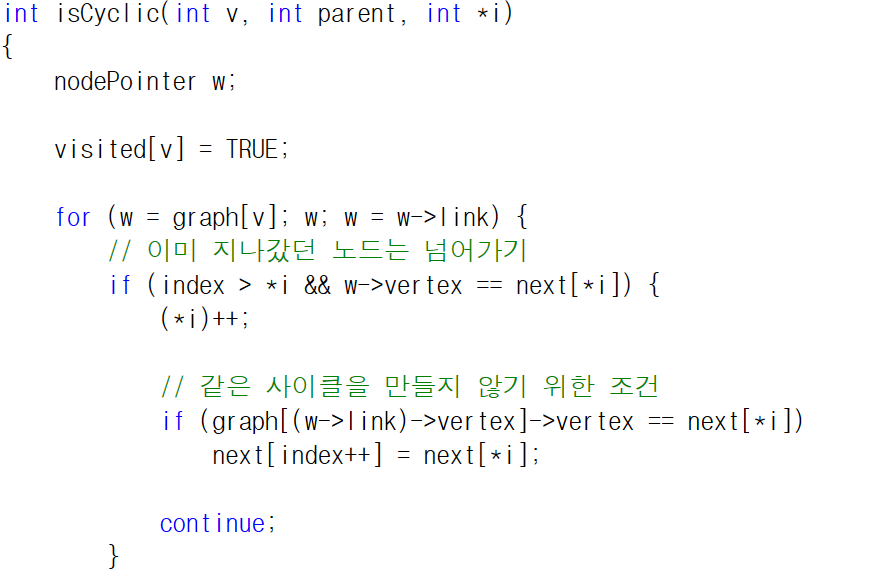 int isCyclic(int v, int parent, int *i)
{
    nodePointer w;

    visited[v] = TRUE;

    for (w = graph[v]; w; w = w->link) {
        // 이미 지나갔던 노드는 넘어가기
        if (index > *i && w->vertex == next[*i]) {
            (*i)++;

            // 같은 사이클을 만들지 않기 위한 조건
            if (graph[(w->link)->vertex]->vertex == next[*i])
                next[index++] = next[*i];

            continue;
        }